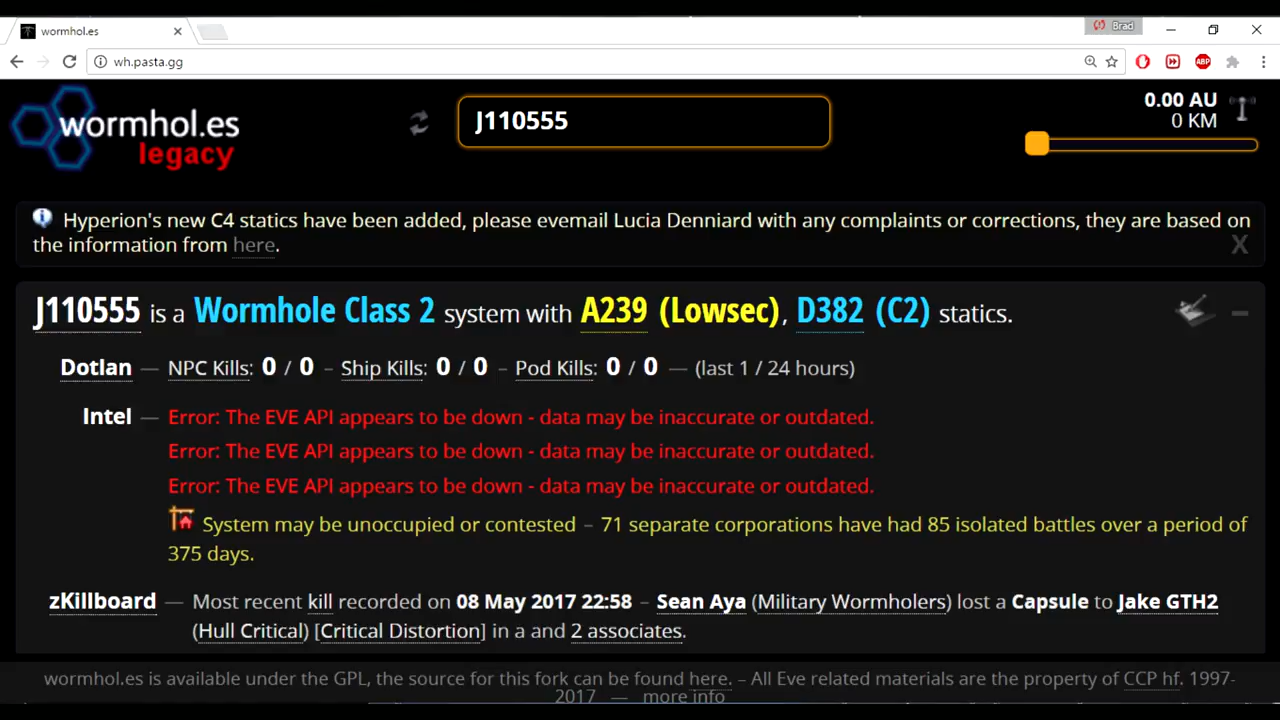 wormhol.es
Brad
wh.pasta.gg
ABP
wormhol.es
legacy
J110555
0.00 AU
0 KM
Hyperion's new C4 statics have been added, please evemail Lucia Denniard with any complaints or corrections, they are based on
the information from here.
X
J110555 is a Wormhole Class 2 system with A239 (Lowsec), D382 (C2) statics.
Dotlan — NPC Kills: 0 / 0 – Ship Kills: 0 / 0 – Pod Kills: 0 / 0 — (last 1 / 24 hours)
Intel — Error: The EVE API appears to be down - data may be inaccurate or outdated.
Error: The EVE API appears to be down - data may be inaccurate or outdated.
Error: The EVE API appears to be down - data may be inaccurate or outdated.
System may be unoccupied or contested – 71 separate corporations have had 85 isolated battles over a period of
375 days.
zKillboard — Most recent kill recorded on 08 May 2017 22:58 – Sean Aya (Military Wormholers) lost a Capsule to Jake GTH2
(Hull Critical) [Critical Distortion] in a and 2 associates.
wormhol.es is available under the GPL, the source for this fork can be found here. – All Eve related materials are the property of CCP hf. 1997-
2017 — more info